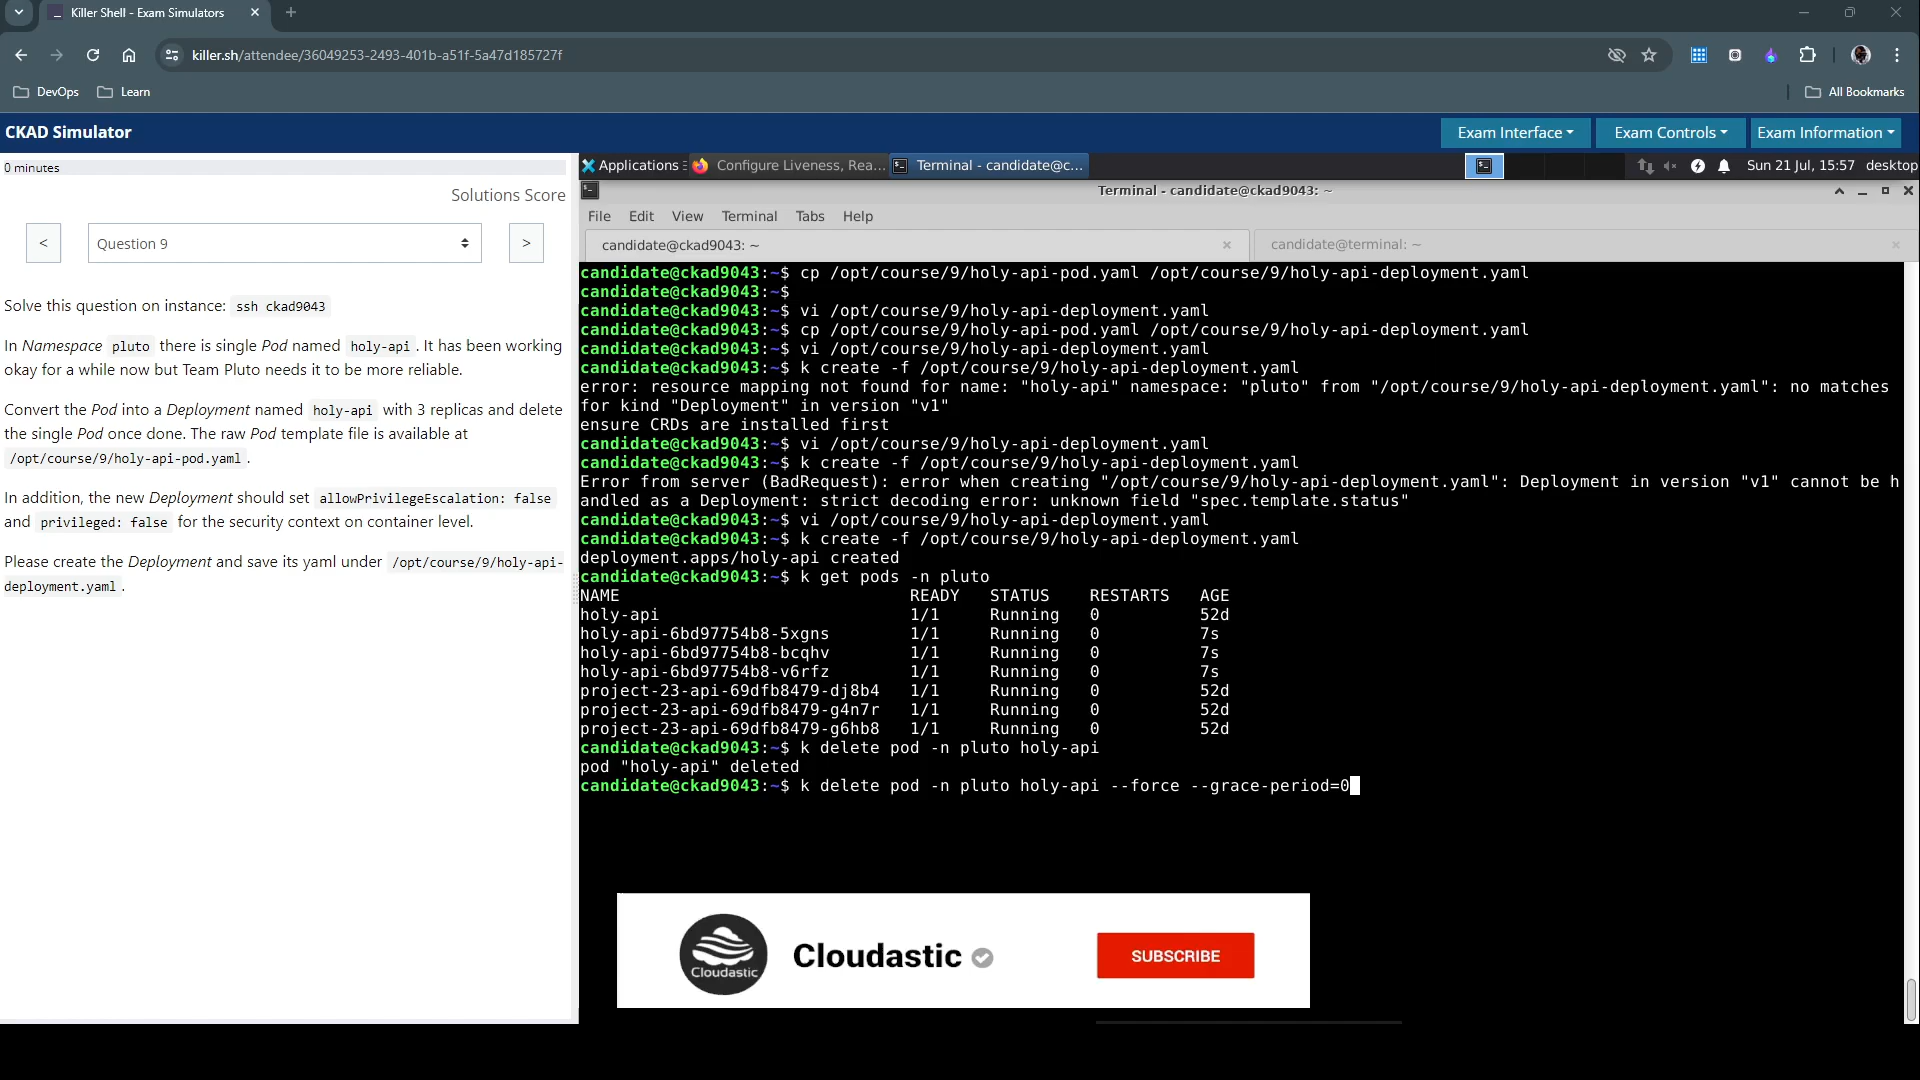 Killer Shell - Exam Simulators
killer.sh/attendee/36049253-2493-401b-a51f-5a47d185727f
DevOps
Learn
All Bookmarks
CKAD Simulator
Exam Interface
Exam Controls
Exam Information
0 minutes
Solutions Score
<
Question 9
>
Solve this question on instance: ssh ckad9043
In Namespace pluto there is single Pod named holy-api . It has been working
okay for a while now but Team Pluto needs it to be more reliable.
Convert the Pod into a Deployment named holy-api with 3 replicas and delete
the single Pod once done. The raw Pod template file is available at
/opt/course/9/holy-api-pod.yaml .
In addition, the new Deployment should set allowPrivilegeEscalation: false
and privileged: false for the security context on container level.
Please create the Deployment and save its yaml under /opt/course/9/holy-api-
deployment.yaml .
Applications
Configure Liveness, Rea...
Terminal - candidate@c...
Sun 21 Jul, 15:57
desktop
Terminal - candidate@ckad9043: ~
File Edit View Terminal Tabs Help
candidate@ckad9043: ~
candidate@terminal: ~
candidate@ckad9043:~$ cp /opt/course/9/holy-api-pod.yaml /opt/course/9/holy-api-deployment.yaml
candidate@ckad9043:~$
candidate@ckad9043:~$ vi /opt/course/9/holy-api-deployment.yaml
candidate@ckad9043:~$ cp /opt/course/9/holy-api-pod.yaml /opt/course/9/holy-api-deployment.yaml
candidate@ckad9043:~$ vi /opt/course/9/holy-api-deployment.yaml
candidate@ckad9043:~$ k create -f /opt/course/9/holy-api-deployment.yaml
error: resource mapping not found for name: "holy-api" namespace: "pluto" from "/opt/course/9/holy-api-deployment.yaml": no matches
for kind "Deployment" in version "v1"
ensure CRDs are installed first
candidate@ckad9043:~$ vi /opt/course/9/holy-api-deployment.yaml
candidate@ckad9043:~$ k create -f /opt/course/9/holy-api-deployment.yaml
Error from server (BadRequest): error when creating "/opt/course/9/holy-api-deployment.yaml": Deployment in version "v1" cannot be h
andled as a Deployment: strict decoding error: unknown field "spec.template.status"
candidate@ckad9043:~$ vi /opt/course/9/holy-api-deployment.yaml
candidate@ckad9043:~$ k create -f /opt/course/9/holy-api-deployment.yaml
deployment.apps/holy-api created
candidate@ckad9043:~$ k get pods -n pluto
NAME READY STATUS RESTARTS AGE
holy-api 1/1 Running 0 52d
holy-api-6bd97754b8-5xgns 1/1 Running 0 7s
holy-api-6bd97754b8-bcqhv 1/1 Running 0 7s
holy-api-6bd97754b8-v6rfz 1/1 Running 0 7s
project-23-api-69dfb8479-dj8b4 1/1 Running 0 52d
project-23-api-69dfb8479-g4n7r 1/1 Running 0 52d
project-23-api-69dfb8479-g6hb8 1/1 Running 0 52d
candidate@ckad9043:~$ k delete pod -n pluto holy-api
pod "holy-api" deleted
candidate@ckad9043:~$ k delete pod -n pluto holy-api --force --grace-period=0
Cloudastic
Cloudastic
SUBSCRIBE